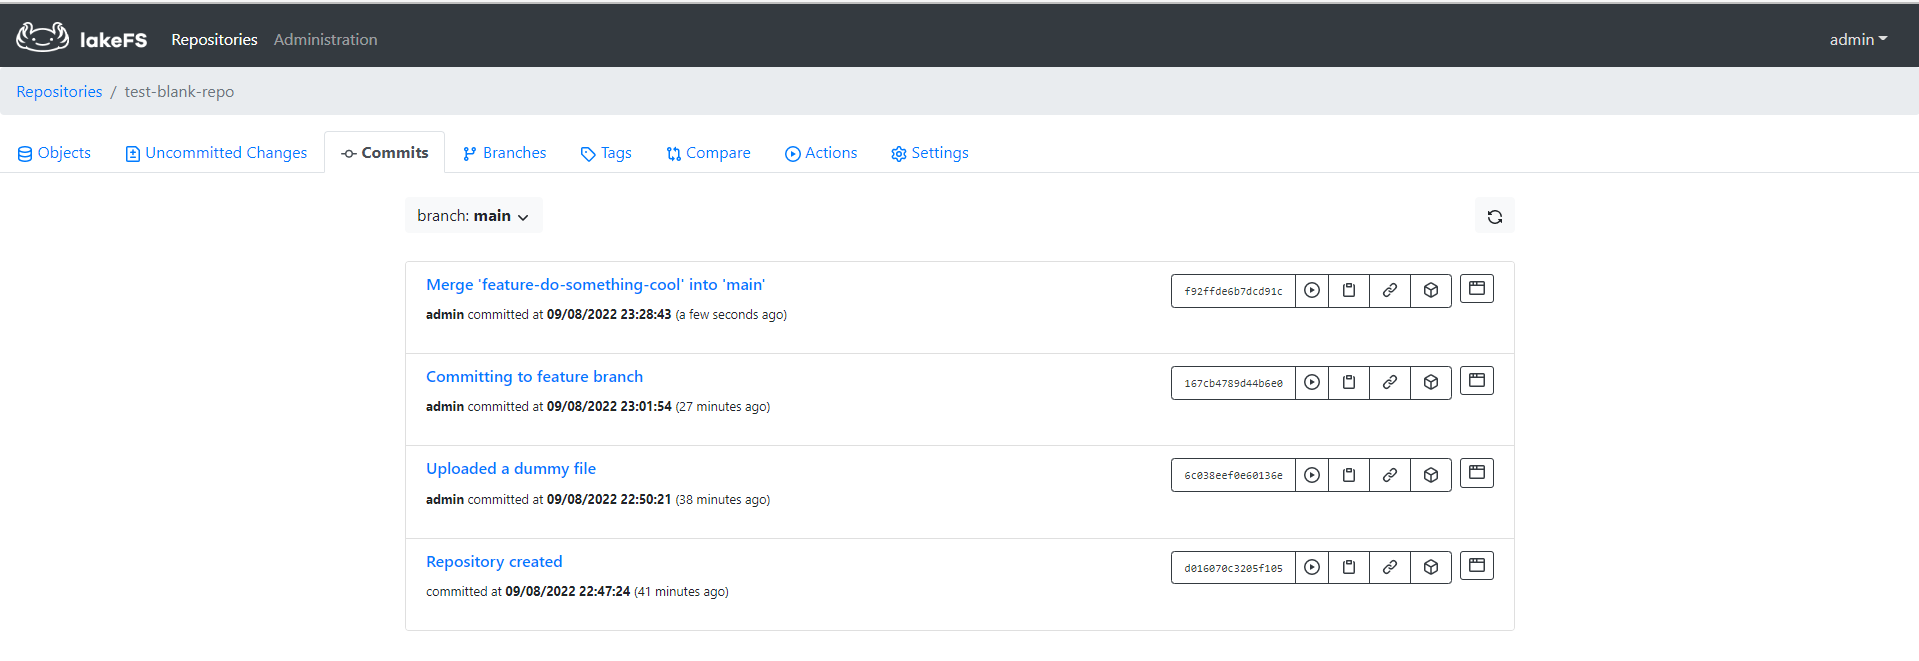 lakeFS Repositories Administration admin
Repositories / test-blank-repo
Objects Uncommitted Changes Commits Branches Tags Compare Actions Settings
branch: main
Merge 'feature-do-something-cool' into 'main' f92ffde6b7dcd91c
admin committed at 09/08/2022 23:28:43 (a few seconds ago)
Committing to feature branch 167cb4789d44b6e0
admin committed at 09/08/2022 23:01:54 (27 minutes ago)
Uploaded a dummy file 6c038eef0e60136e
admin committed at 09/08/2022 22:50:21 (38 minutes ago)
Repository created d016070c3205f105
committed at 09/08/2022 22:47:24 (41 minutes ago)